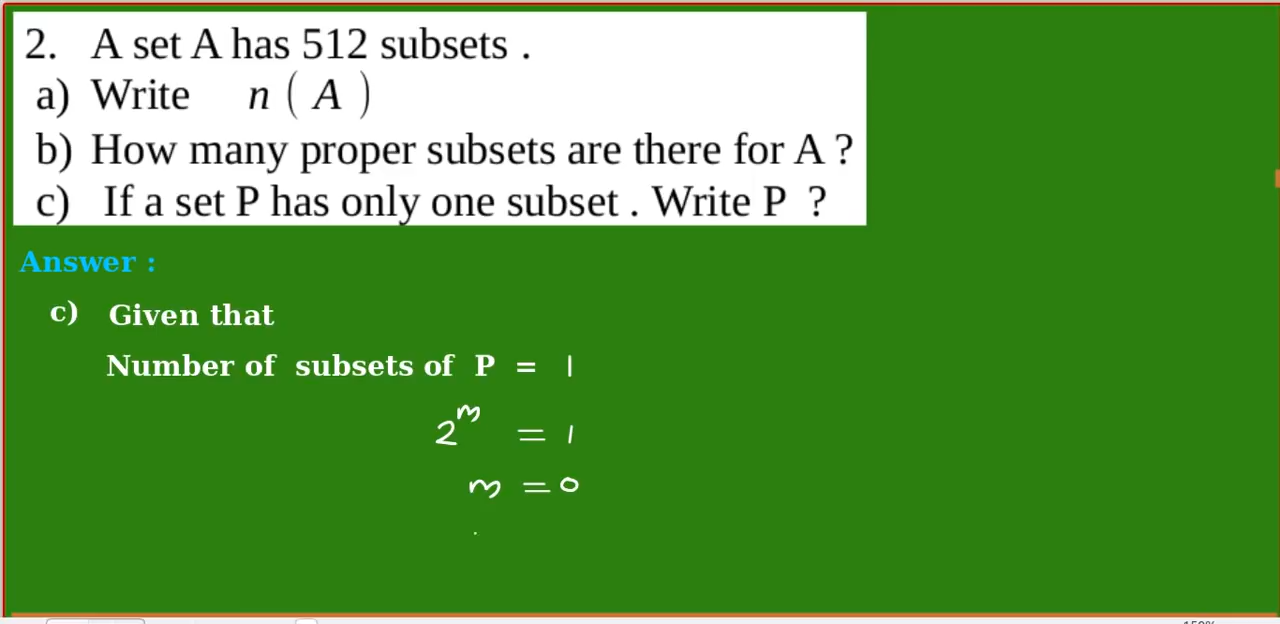 2. A set A has 512 subsets .
a) Write n ( A )
b) How many proper subsets are there for A ?
c) If a set P has only one subset . Write P ?
Answer :
c) Given that
Number of subsets of P = 1
2^m = 1
m = 0
150%